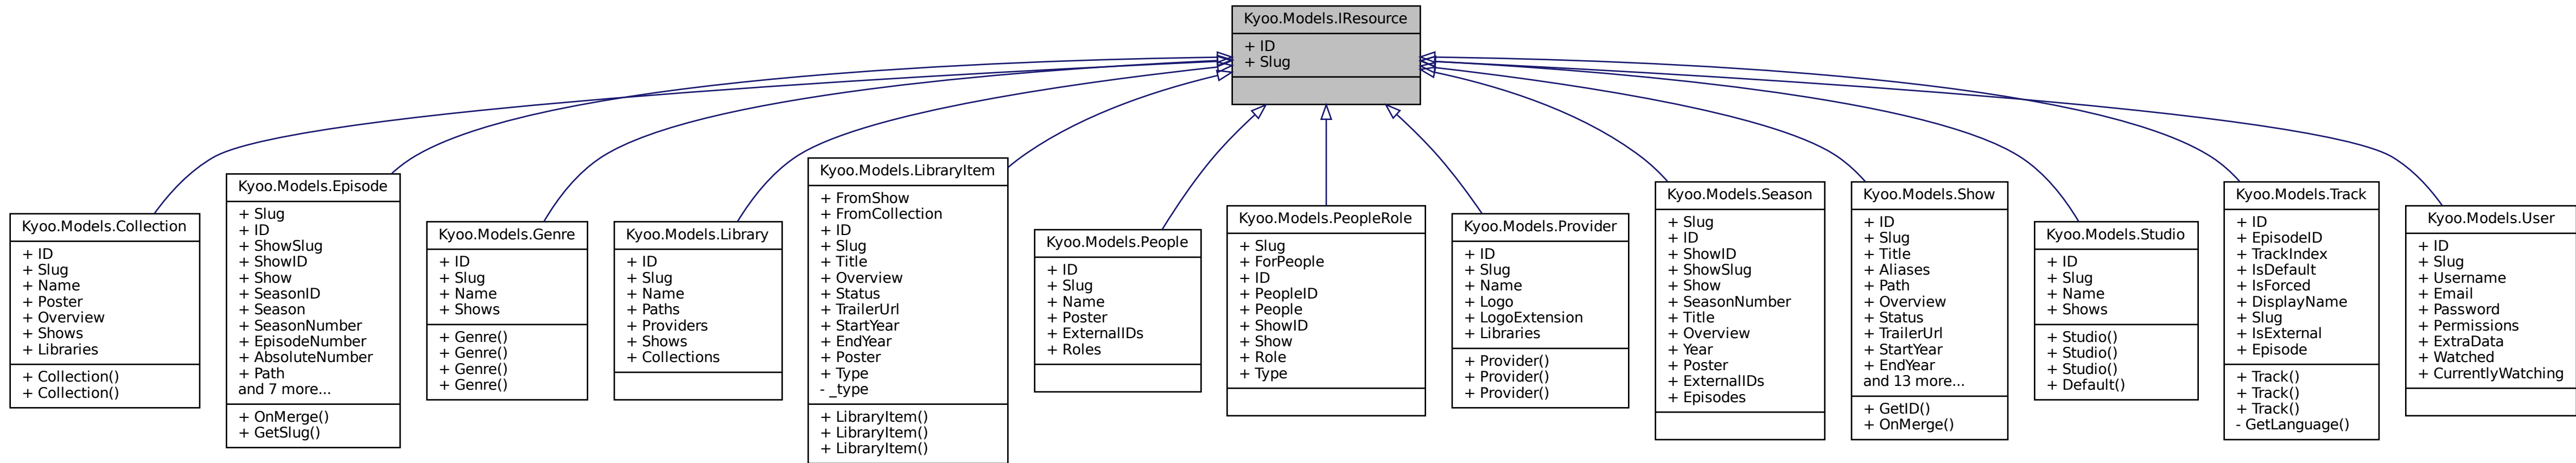 Kyoo.Models.IResource
+ ID
+ Slug
Kyoo.Models.Collection
+ ID
+ Slug
+ Name
+ Poster
+ Overview
+ Shows
+ Libraries
+ Collection()
+ Collection()
Kyoo.Models.Episode
+ Slug
+ ID
+ ShowSlug
+ ShowID
+ Show
+ SeasonID
+ Season
+ SeasonNumber
+ EpisodeNumber
+ AbsoluteNumber
+ Path
and 7 more...
+ OnMerge()
+ GetSlug()
Kyoo.Models.Genre
+ ID
+ Slug
+ Name
+ Shows
+ Genre()
+ Genre()
+ Genre()
+ Genre()
Kyoo.Models.Library
+ ID
+ Slug
+ Name
+ Paths
+ Providers
+ Shows
+ Collections
Kyoo.Models.LibraryItem
+ FromShow
+ FromCollection
+ ID
+ Slug
+ Title
+ Overview
+ Status
+ TrailerUrl
+ StartYear
+ EndYear
+ Poster
+ Type
- _type
+ LibraryItem()
+ LibraryItem()
+ LibraryItem()
Kyoo.Models.People
+ ID
+ Slug
+ Name
+ Poster
+ ExternalIDs
+ Roles
Kyoo.Models.PeopleRole
+ Slug
+ ForPeople
+ ID
+ PeopleID
+ People
+ ShowID
+ Show
+ Role
+ Type
Kyoo.Models.Provider
+ ID
+ Slug
+ Name
+ Logo
+ LogoExtension
+ Libraries
+ Provider()
+ Provider()
+ Provider()
Kyoo.Models.Season
+ Slug
+ ID
+ ShowID
+ ShowSlug
+ Show
+ SeasonNumber
+ Title
+ Overview
+ Year
+ Poster
+ ExternalIDs
+ Episodes
Kyoo.Models.Show
+ ID
+ Slug
+ Title
+ Aliases
+ Path
+ Overview
+ Status
+ TrailerUrl
+ StartYear
+ EndYear
and 13 more...
+ GetID()
+ OnMerge()
Kyoo.Models.Studio
+ ID
+ Slug
+ Name
+ Shows
+ Studio()
+ Studio()
+ Studio()
+ Default()
Kyoo.Models.Track
+ ID
+ EpisodeID
+ TrackIndex
+ IsDefault
+ IsForced
+ DisplayName
+ Slug
+ IsExternal
+ Episode
+ Track()
+ Track()
+ Track()
- GetLanguage()
Kyoo.Models.User
+ ID
+ Slug
+ Username
+ Email
+ Password
+ Permissions
+ ExtraData
+ Watched
+ CurrentlyWatching